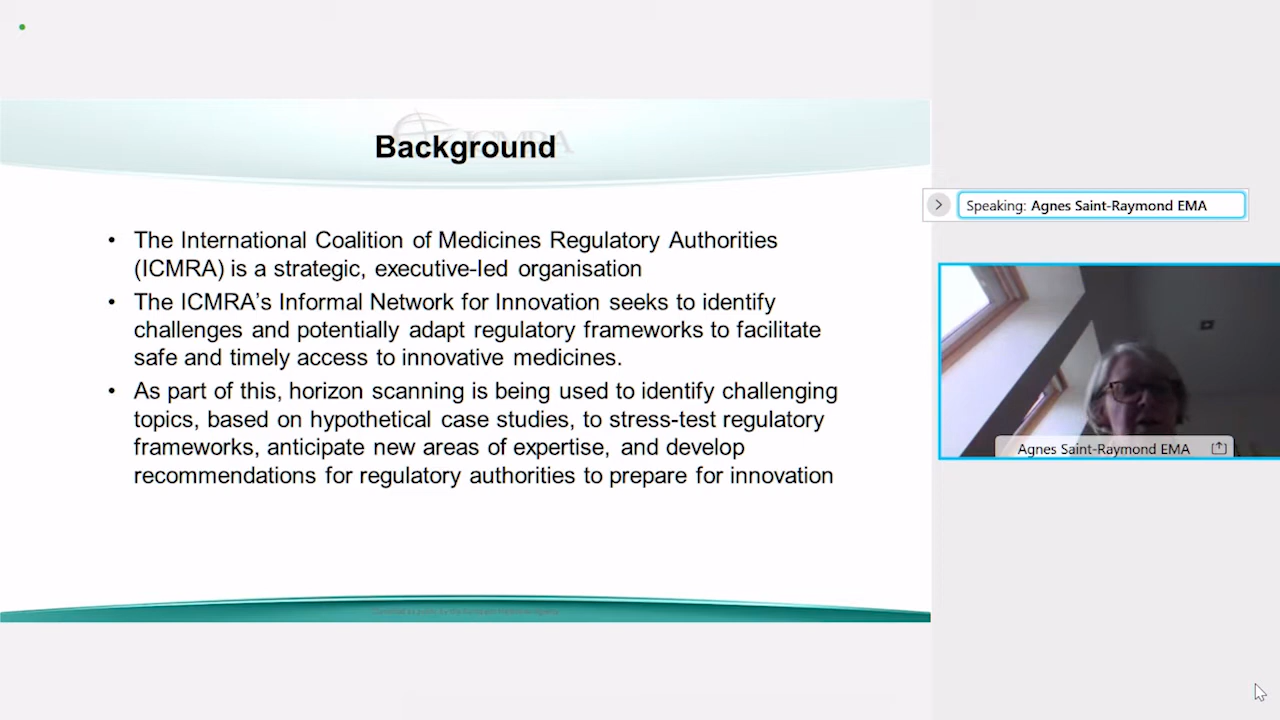 ICMRA
Background
• The International Coalition of Medicines Regulatory Authorities
(ICMRA) is a strategic, executive-led organisation
• The ICMRA's Informal Network for Innovation seeks to identify
challenges and potentially adapt regulatory frameworks to facilitate
safe and timely access to innovative medicines.
• As part of this, horizon scanning is being used to identify challenging
topics, based on hypothetical case studies, to stress-test regulatory
frameworks, anticipate new areas of expertise, and develop
recommendations for regulatory authorities to prepare for innovation
Speaking: Agnes Saint-Raymond EMA
Agnes Saint-Raymond EMA